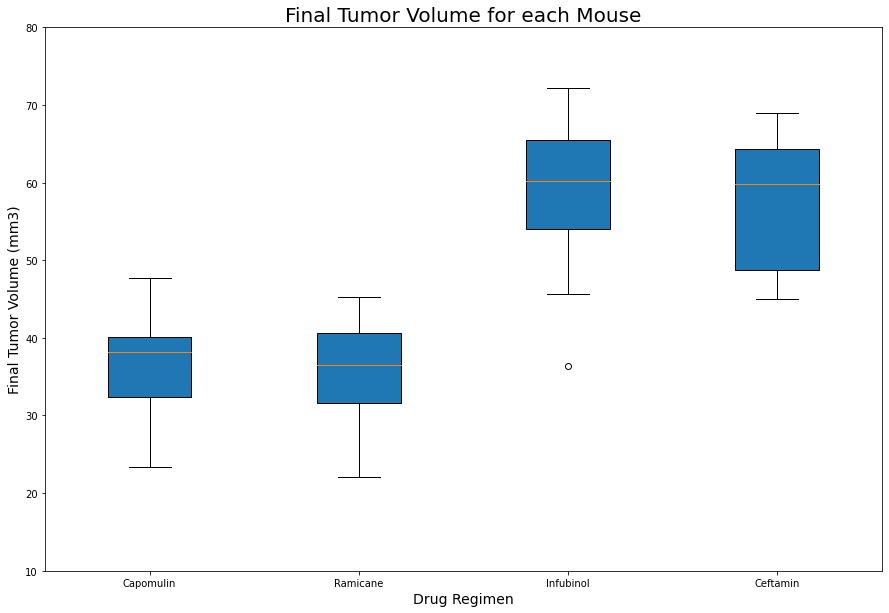 Final Tumor Volume for each Mouse
80
70
60
50
40
30
20
10
Final Tumor Volume (mm3)
Capomulin
Ramicane
Infubinol
Ceftamin
Drug Regimen